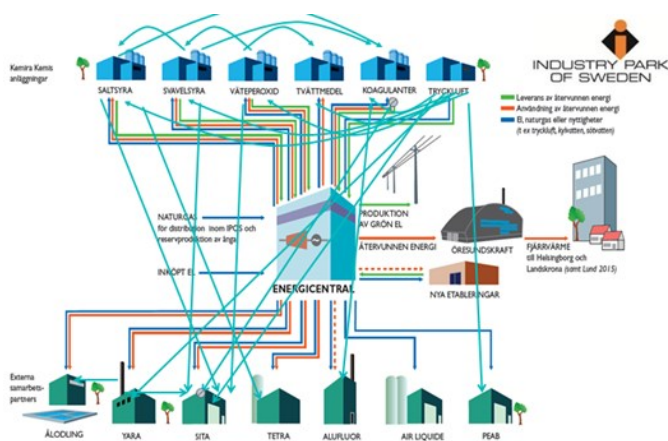 Kemira Kemis
anläggningar
SALTSYRA
SVAVELSYRA
VÄTEPEROXID
TVÄTTMEDEL
KOAGULANTER
TRYCKLUFT
INDUSTRY PARK
OF SWEDEN
Leverans av återvunnen energi
Användning av återvunnen energi
El, naturgas eller nyttigheter
(t ex tryckluft, kylvatten, sötvatten)
NATURGAS
för distribution inom IPOS och
reservproduktion av ånga
INKÖPT EL
ENERGICENTRAL
PRODUKTION
AV GRÖN EL
ÅTERVUNNEN ENERGI
ÖRESUNDSKRAFT
FJÄRRVÄRME
till Helsingborg och
Landskrona (samt Lund 2015)
NYA ETABLERINGAR
Externa
samarbets-
partners
ÅLODLING
YARA
SITA
TETRA
ALUFLUOR
AIR LIQUIDE
PEAB